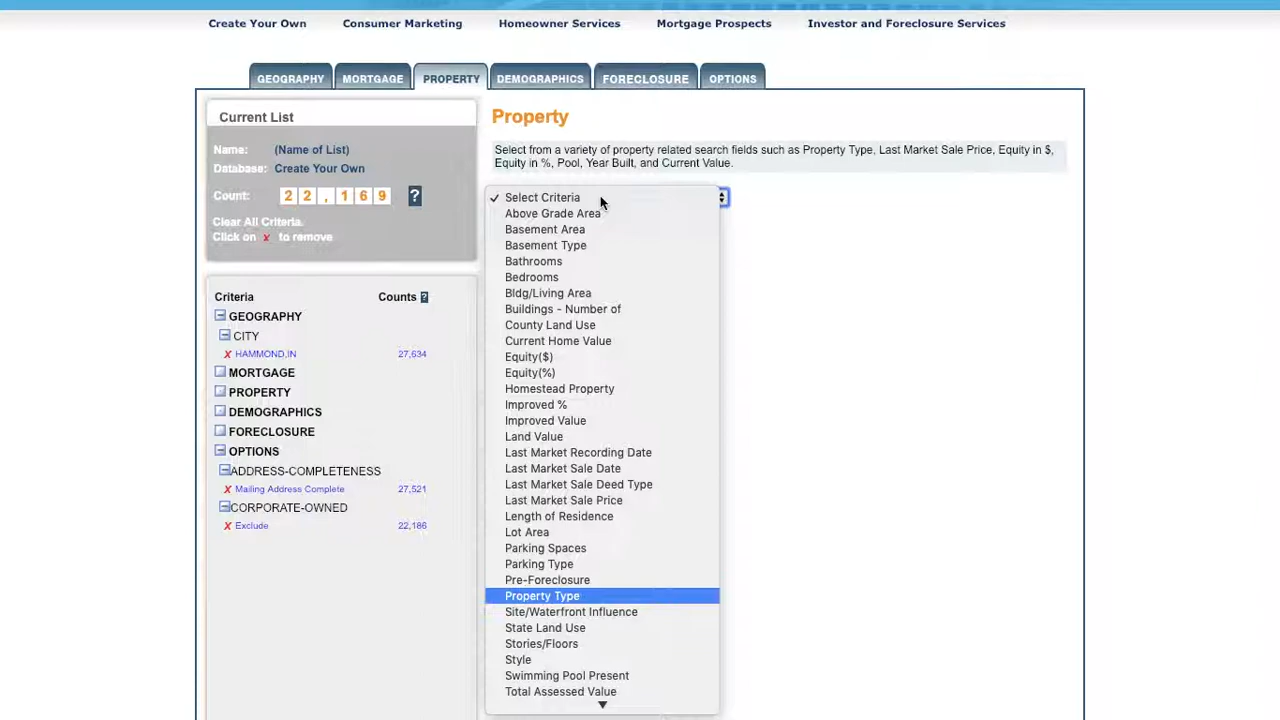 Create Your Own Consumer Marketing Homeowner Services Mortgage Prospects Investor and Foreclosure Services
GEOGRAPHY MORTGAGE PROPERTY DEMOGRAPHICS FORECLOSURE OPTIONS
Current List
Name: (Name of List)
Database: Create Your Own
Count: 22,169 ?
Clear All Criteria.
Click on x to remove
Criteria Counts ?
GEOGRAPHY
CITY
X HAMMOND,IN 27,634
MORTGAGE
PROPERTY
DEMOGRAPHICS
FORECLOSURE
OPTIONS
ADDRESS-COMPLETENESS
X Mailing Address Complete 27,521
CORPORATE-OWNED
X Exclude 22,186
Property
Select from a variety of property related search fields such as Property Type, Last Market Sale Price, Equity in $,
Equity in %, Pool, Year Built, and Current Value.
✓ Select Criteria
Above Grade Area
Basement Area
Basement Type
Bathrooms
Bedrooms
Bldg/Living Area
Buildings - Number of
County Land Use
Current Home Value
Equity($)
Equity(%)
Homestead Property
Improved %
Improved Value
Land Value
Last Market Recording Date
Last Market Sale Date
Last Market Sale Deed Type
Last Market Sale Price
Length of Residence
Lot Area
Parking Spaces
Parking Type
Pre-Foreclosure
Property Type
Site/Waterfront Influence
State Land Use
Stories/Floors
Style
Swimming Pool Present
Total Assessed Value